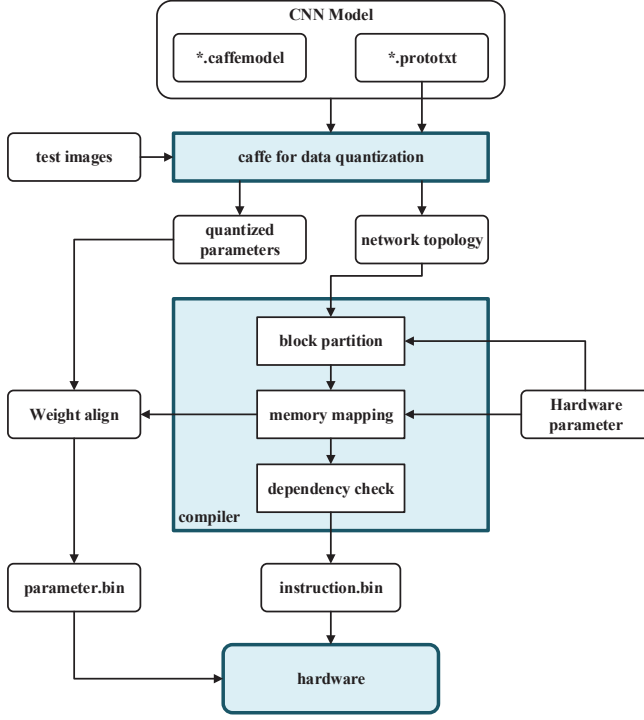 CNN Model
*.caffemodel
*.prototxt
test images
caffe for data quantization
quantized
parameters
network topology
block partition
Weight align
memory mapping
Hardware
parameter
dependency check
compiler
parameter.bin
instruction.bin
hardware